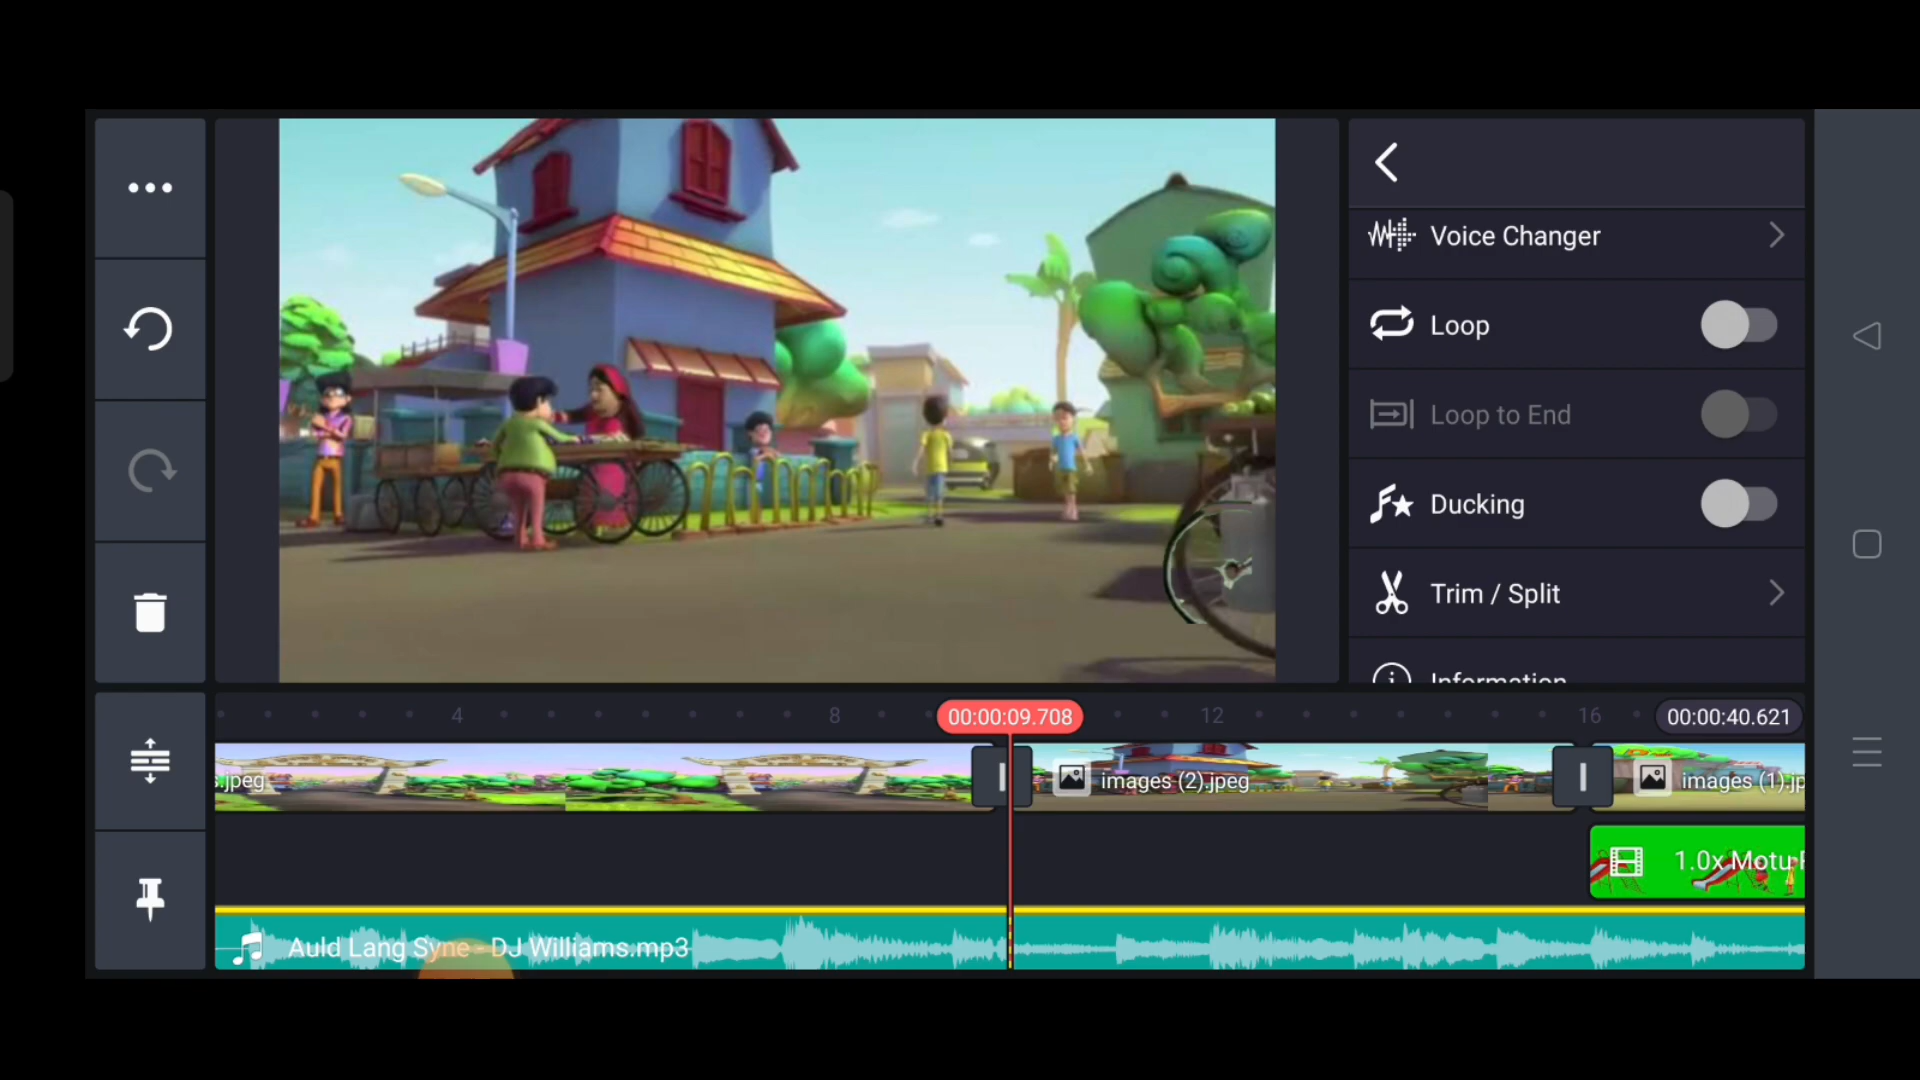 Voice Changer
Loop
Loop to End
Ducking
Trim / Split
Information
4
8
00:00:09.708
12
16
00:00:40.621
s.jpeg
images (2).jpeg
images (1).jp
1.0x Motu
Auld Lang Syne - DJ Williams.mp3